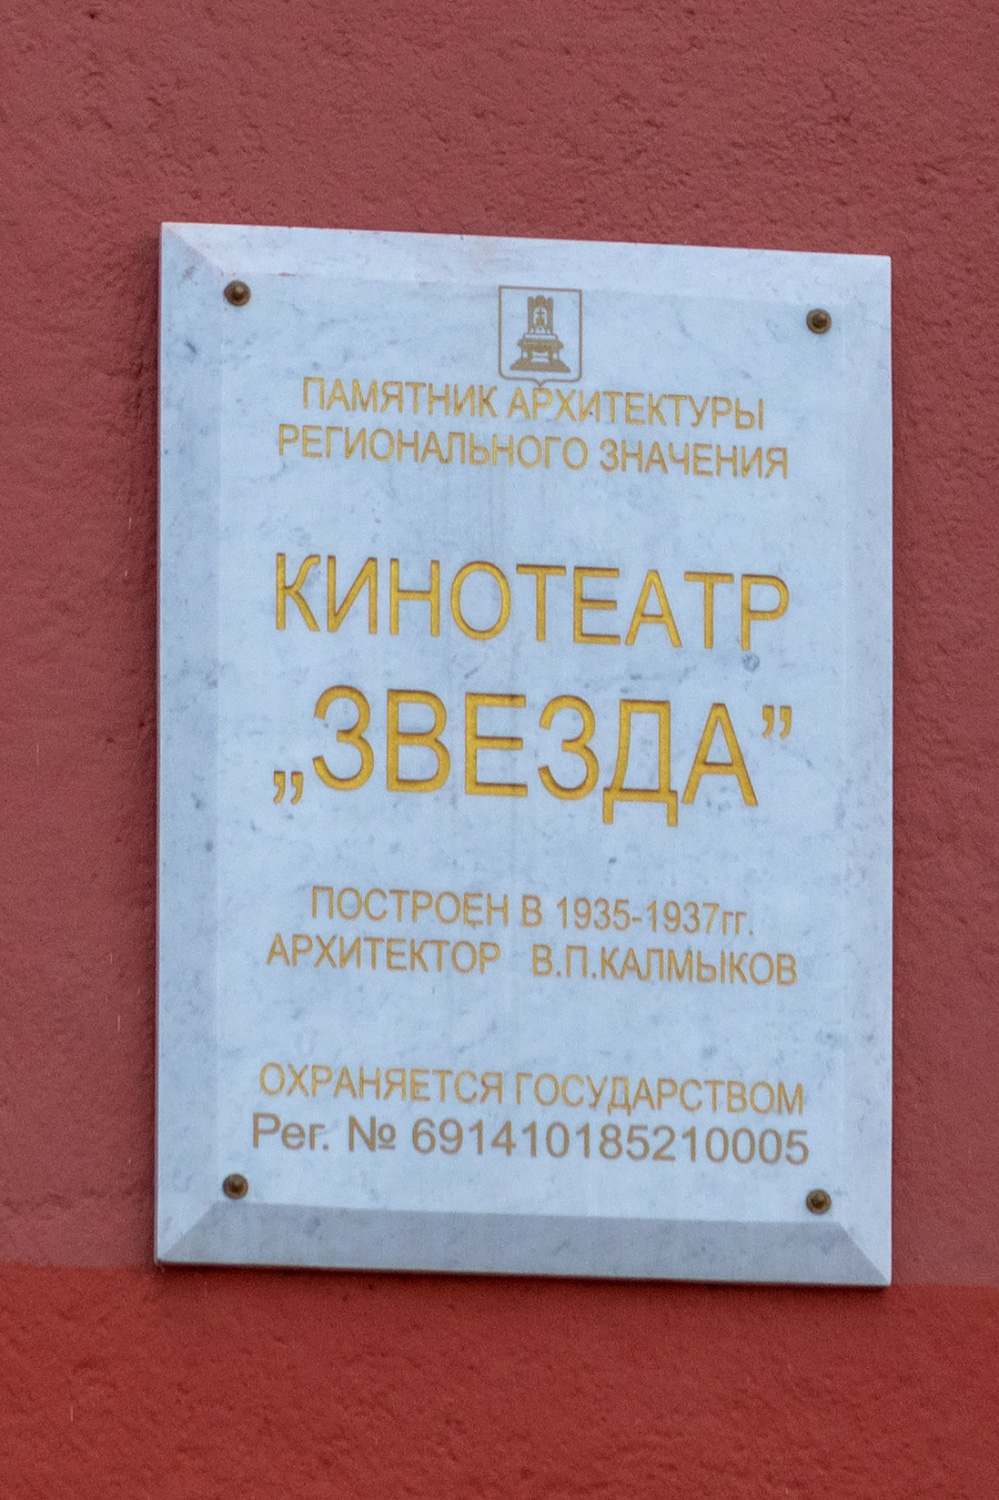 ПАМЯТНИК АРХИТЕКТУРЫ
РЕГИОНАЛЬНОГО ЗНАЧЕНИЯ
КИНОТЕАТР
„ЗВЕЗДА”
ПОСТРОЕН В 1935-1937гг.
АРХИТЕКТОР В.П.КАЛМЫКОВ
ОХРАНЯЕТСЯ ГОСУДАРСТВОМ
Рег. № 691410185210005